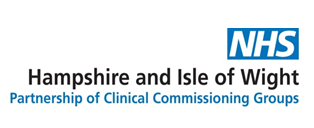 NHS
Hampshire and Isle of Wight
Partnership of Clinical Commissioning Groups